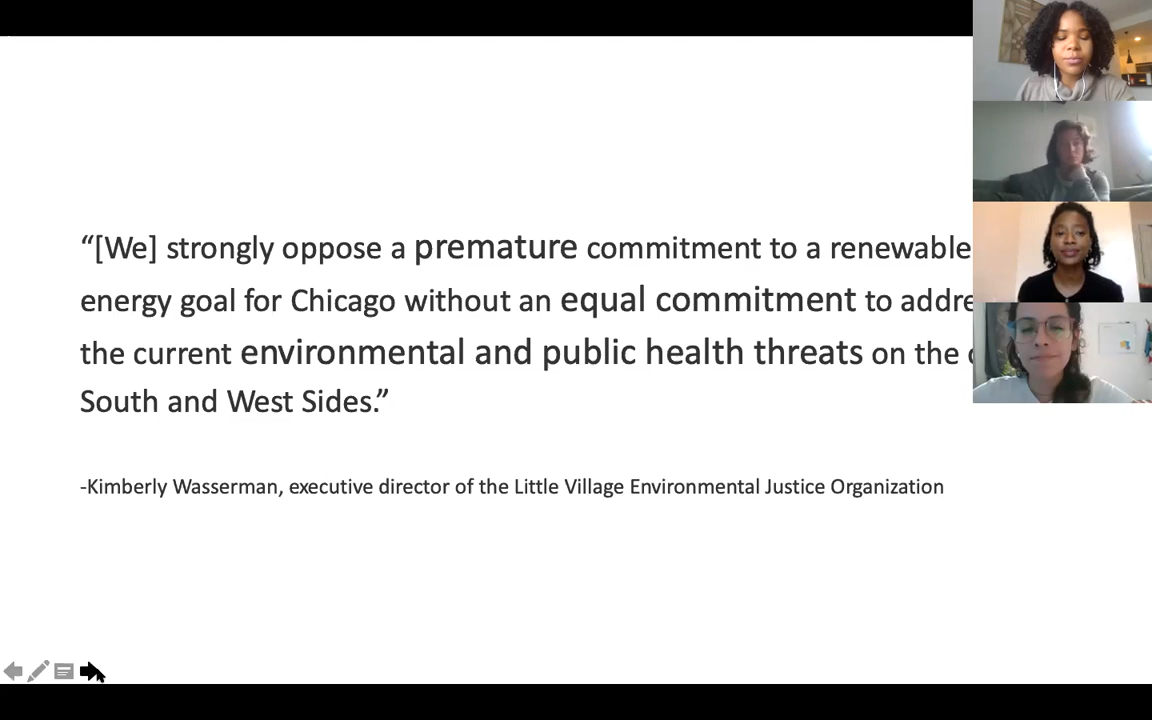 “[We] strongly oppose a premature commitment to a renewable
energy goal for Chicago without an equal commitment to addre
the current environmental and public health threats on the
South and West Sides.”
-Kimberly Wasserman, executive director of the Little Village Environmental Justice Organization